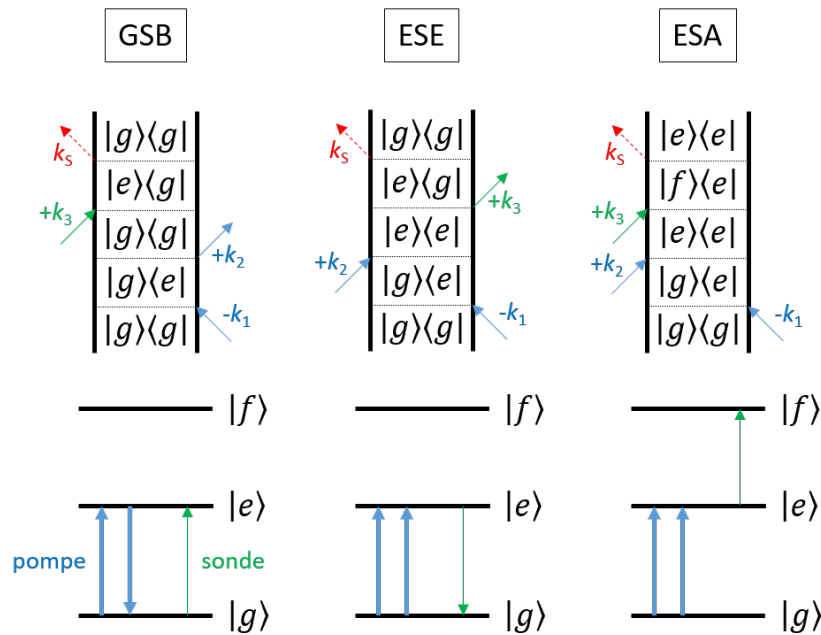 GSB
|g⟩⟨g|
k_S
|e⟩⟨g|
+k_3
|g⟩⟨g|
+k_2
|g⟩⟨e|
-k_1
|g⟩⟨g|
|f⟩
|e⟩
pompe
sonde
|g⟩
ESE
|g⟩⟨g|
k_S
|e⟩⟨g|
+k_3
|e⟩⟨e|
+k_2
|g⟩⟨e|
-k_1
|g⟩⟨g|
|f⟩
|e⟩
|g⟩
ESA
|e⟩⟨e|
k_S
|f⟩⟨e|
+k_3
|e⟩⟨e|
+k_2
|g⟩⟨e|
-k_1
|g⟩⟨g|
|f⟩
|e⟩
|g⟩